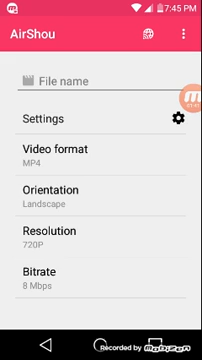 7:45 PM
AirShou
File name
Settings
Video format
MP4
Orientation
Landscape
Resolution
720P
Bitrate
8 Mbps
Recorded by Mobizen